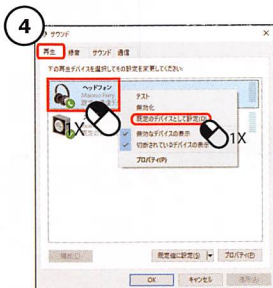 4
サウンド
再生 録音 サウンド 通信
下の再生デバイスを選択してその設定を変更してください:
ヘッドフォン
Maiono Fairy
テスト
無効化
既定のデバイスとして設定(D)
1X
1X
無効なデバイスの表示
切断されているデバイスの表示
プロパティ(P)
構成(C)
既定値に設定(S)
プロパティ(P)
OK
キャンセル
適用(A)